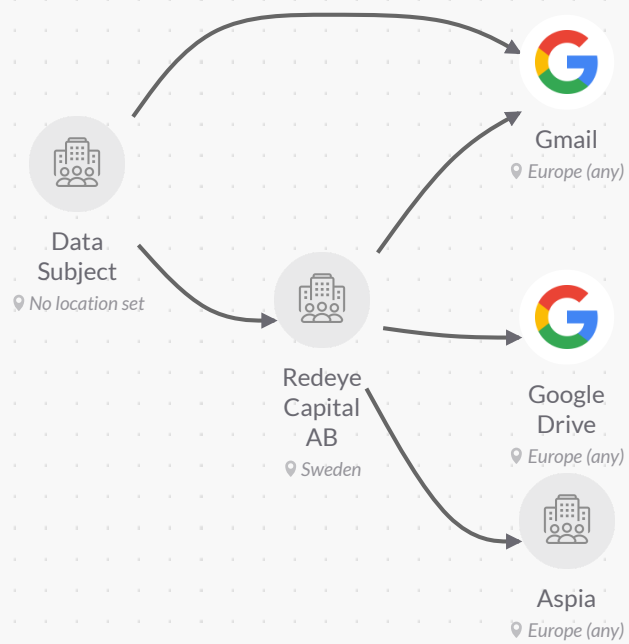 Gmail
Europe (any)
Data
Subject
No location set
Redeye
Capital
AB
Sweden
Google
Drive
Europe (any)
Aspia
Europe (any)